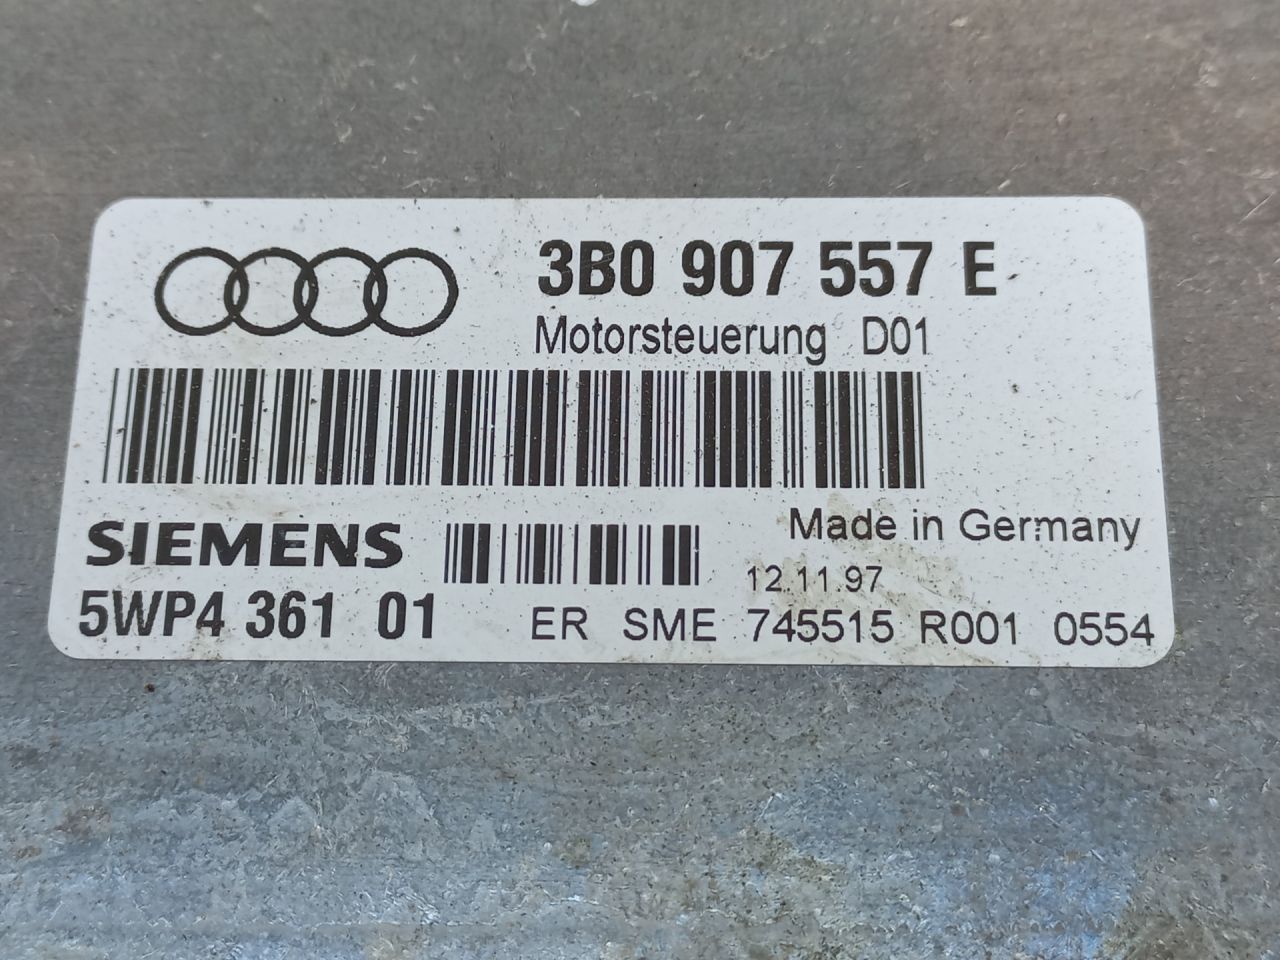 3B0 907 557 E
Motorsteuerung D01
SIEMENS
Made in Germany
12.11.97
5WP4 361 01
ER SME 745515 R001 0554